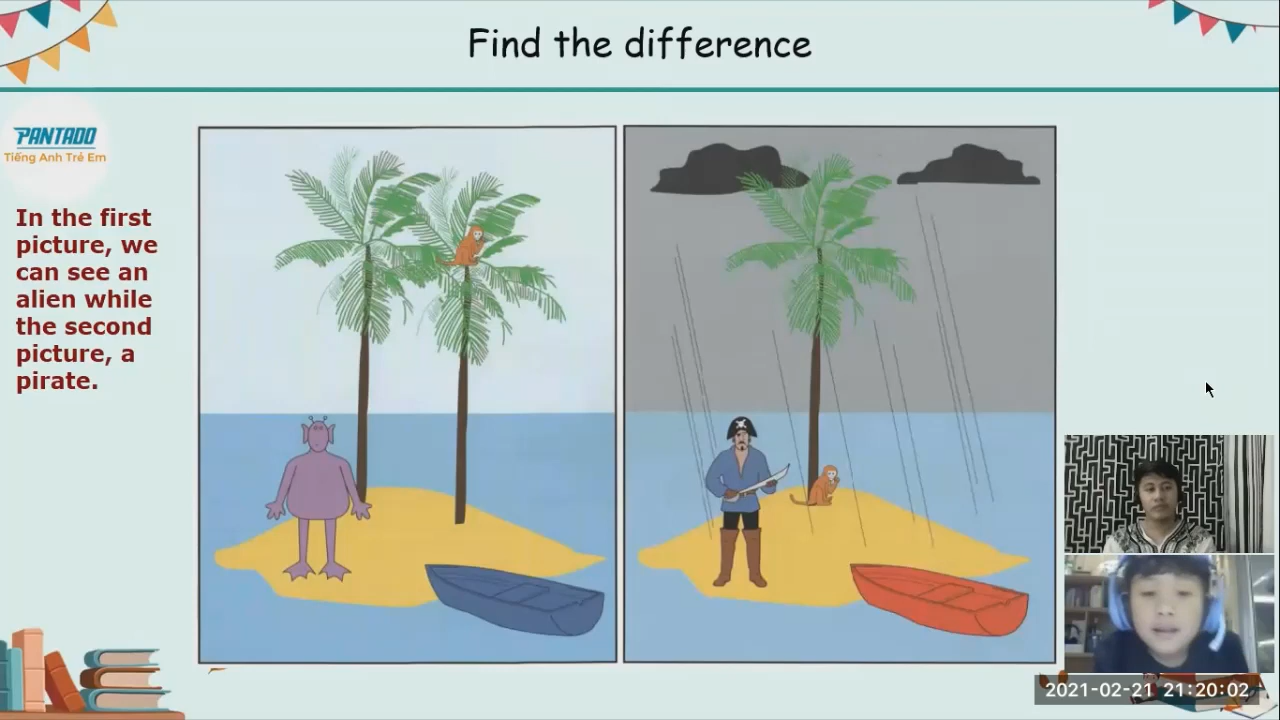 Find the difference
PANTADO
Tiếng Anh Trẻ Em
In the first
picture, we
can see an
alien while
the second
picture, a
pirate.
2021-02-21 21:20:02